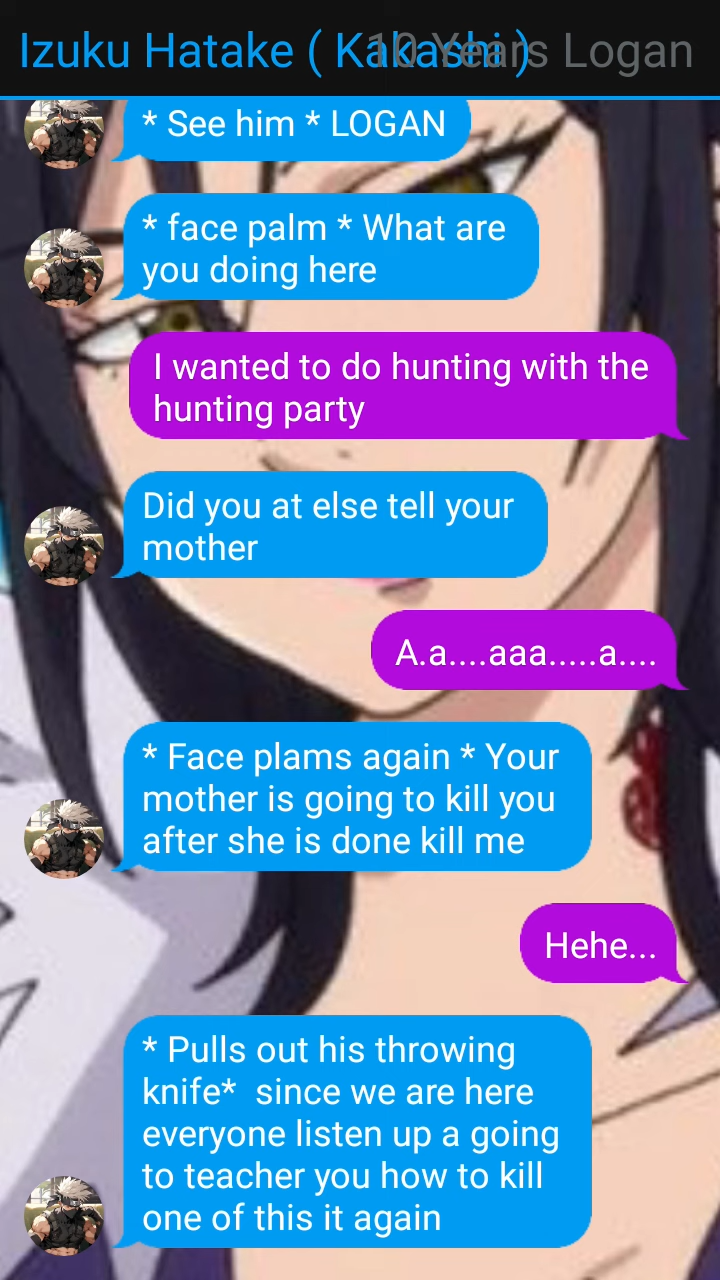 Izuku Hatake ( Kakashi )
10 Years Logan
* See him * LOGAN
* face palm * What are
you doing here
I wanted to do hunting with the
hunting party
Did you at else tell your
mother
A.a....aaa.....a....
* Face plams again * Your
mother is going to kill you
after she is done kill me
Hehe...
* Pulls out his throwing
knife*  since we are here
everyone listen up a going
to teacher you how to kill
one of this it again